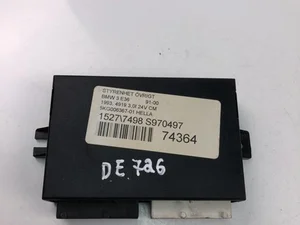 STYRENHET ÖVRIGT
BMW 3 E36 91-00
1993, 4919 3.0I 24V CM
5KG006367-01 HELLA
1527\7498 S970497
74364
DE 726